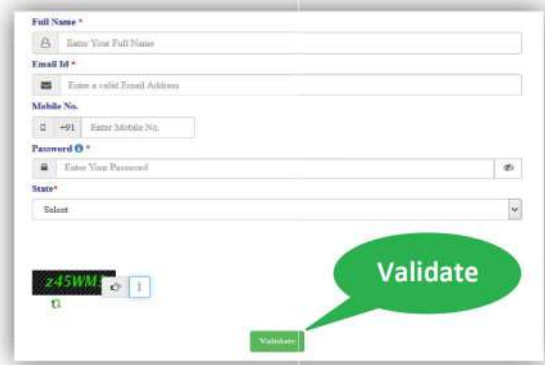 Full Name *
Enter Your Full Name
Email Id *
Enter a valid Email Address
Mobile No.
+91 Enter Mobile No.
Password *
Enter Your Password
State*
Select
Validate
z45WM
1
Validate